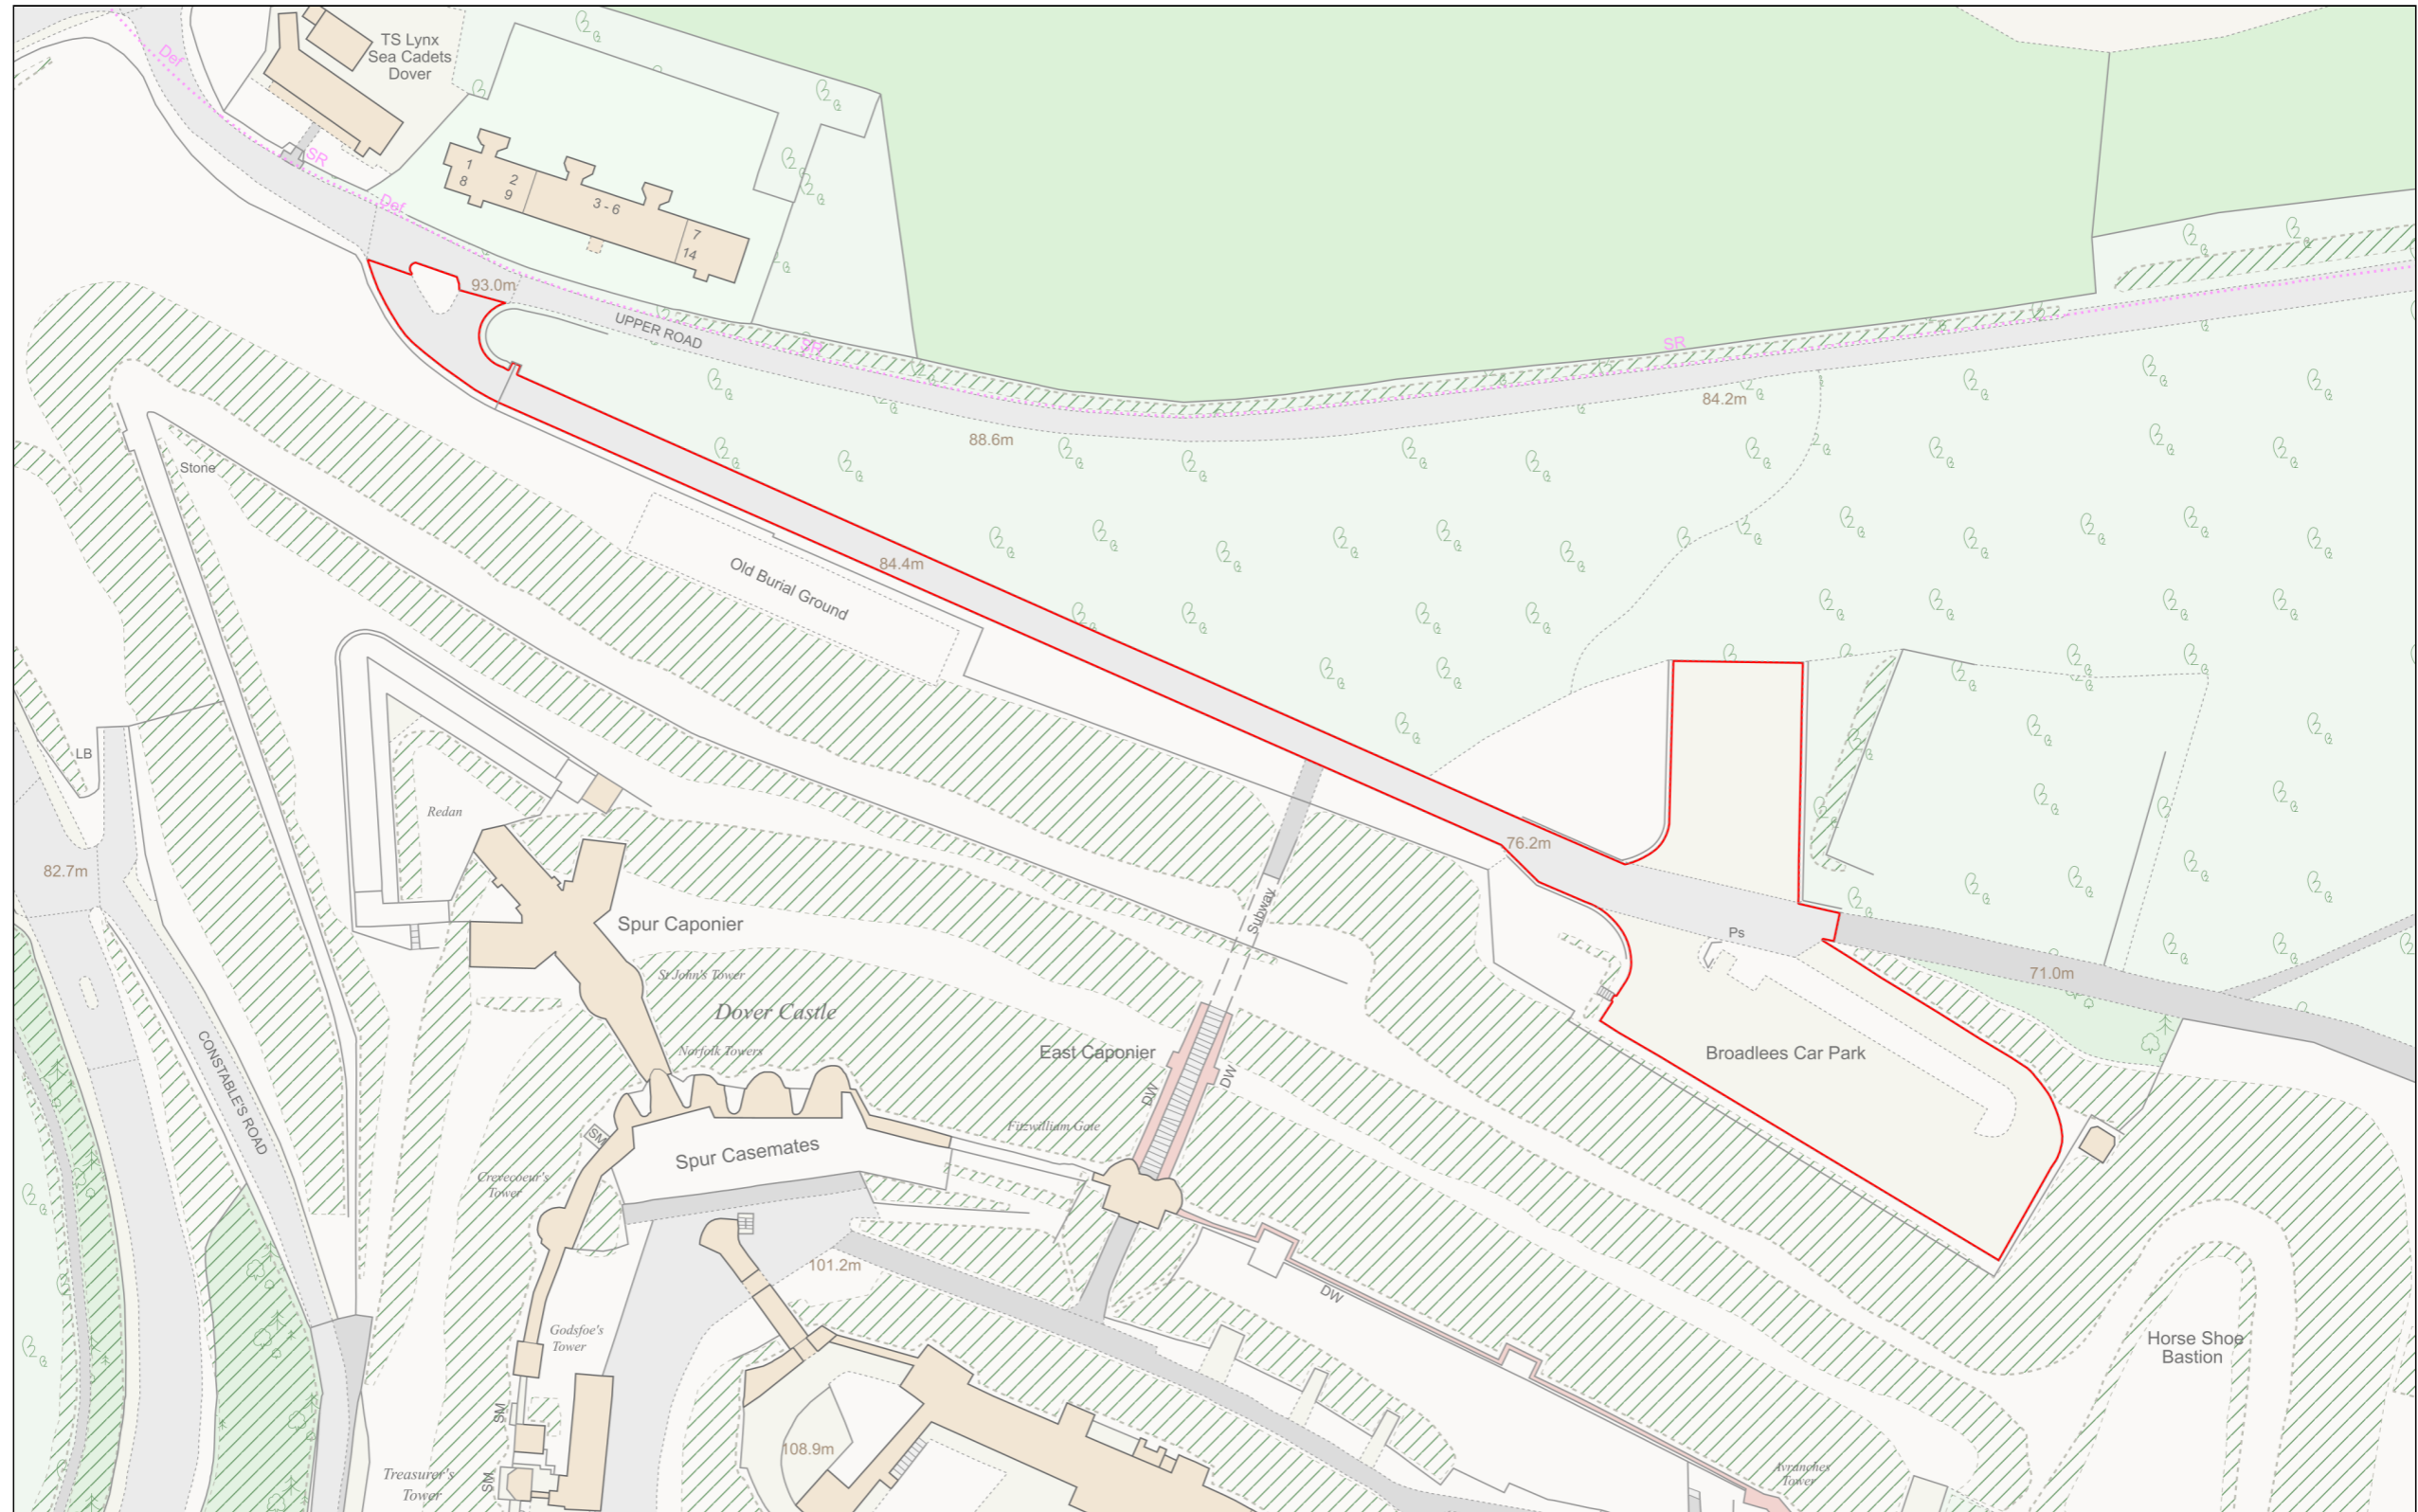 TS Lynx
Sea Cadets
Dover
Def
SR
Def
1
8
2
9
3 - 6
7
14
93.0m
UPPER ROAD
SR
SR
84.2m
88.6m
Stone
84.4m
Old Burial Ground
LB
Redan
82.7m
76.2m
Spur Caponier
Subway
Ps
St John's Tower
71.0m
Dover Castle
Norfolk Towers
East Caponier
Broadlees Car Park
CONSTABLE'S ROAD
DW
DW
Fitzwilliam Gate
SM
Spur Casemates
Crevecoeur's
Tower
101.2m
DW
Godsfoe's
Tower
Horse Shoe
Bastion
SM
108.9m
Treasurer's
Tower
SM
Avranches
Tower